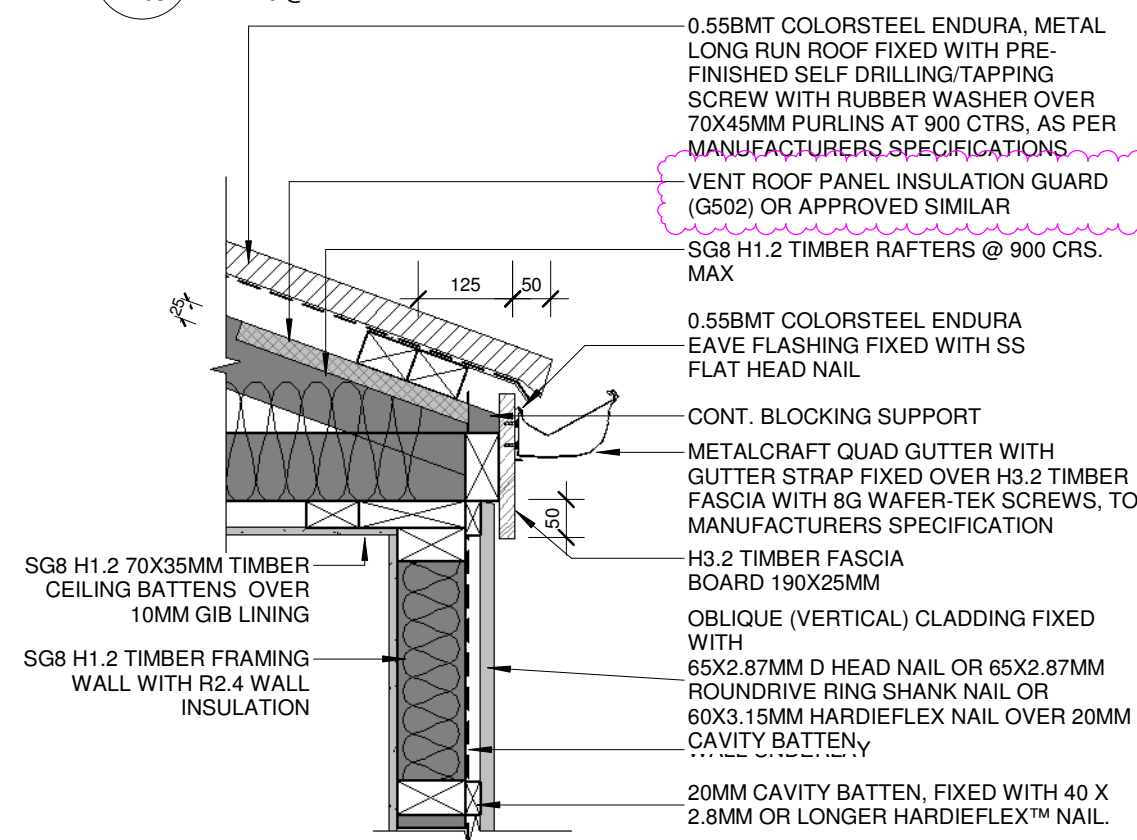 0.55BMT COLORSTEEL ENDURA, METAL
LONG RUN ROOF FIXED WITH PRE-
FINISHED SELF DRILLING/TAPPING
SCREW WITH RUBBER WASHER OVER
70X45MM PURLINS AT 900 CTRS, AS PER
MANUFACTURERS SPECIFICATIONS
VENT ROOF PANEL INSULATION GUARD
(G502) OR APPROVED SIMILAR
SG8 H1.2 TIMBER RAFTERS @ 900 CRS.
MAX
125
50
25
0.55BMT COLORSTEEL ENDURA
EAVE FLASHING FIXED WITH SS
FLAT HEAD NAIL
CONT. BLOCKING SUPPORT
METALCRAFT QUAD GUTTER WITH
GUTTER STRAP FIXED OVER H3.2 TIMBER
FASCIA WITH 8G WAFER-TEK SCREWS, TO
MANUFACTURERS SPECIFICATION
50
H3.2 TIMBER FASCIA
BOARD 190X25MM
SG8 H1.2 70X35MM TIMBER
CEILING BATTENS OVER
10MM GIB LINING
SG8 H1.2 TIMBER FRAMING
WALL WITH R2.4 WALL
INSULATION
OBLIQUE (VERTICAL) CLADDING FIXED
WITH
65X2.87MM D HEAD NAIL OR 65X2.87MM
ROUNDRIVE RING SHANK NAIL OR
60X3.15MM HARDIEFLEX NAIL OVER 20MM
CAVITY BATTEN
WALL UNDERLAY
20MM CAVITY BATTEN, FIXED WITH 40 X
2.8MM OR LONGER HARDIEFLEX™ NAIL.